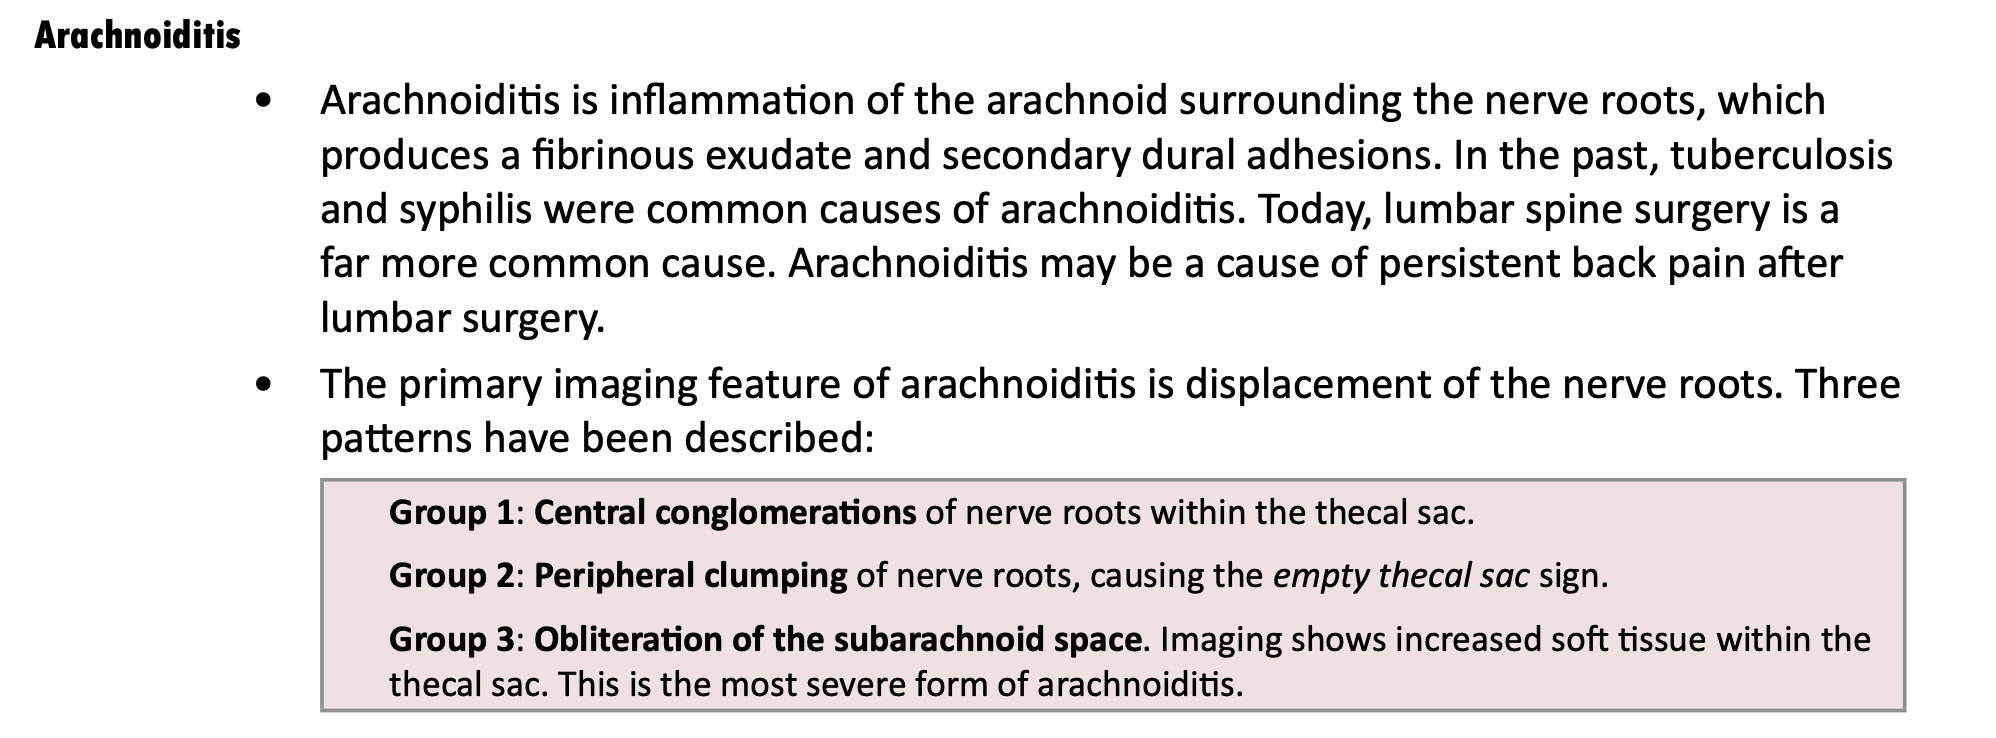 Arachnoiditis
• Arachnoiditis is inflammation of the arachnoid surrounding the nerve roots, which
produces a fibrinous exudate and secondary dural adhesions. In the past, tuberculosis
and syphilis were common causes of arachnoiditis. Today, lumbar spine surgery is a
far more common cause. Arachnoiditis may be a cause of persistent back pain after
lumbar surgery.
• The primary imaging feature of arachnoiditis is displacement of the nerve roots. Three
patterns have been described:
Group 1: Central conglomerations of nerve roots within the thecal sac.
Group 2: Peripheral clumping of nerve roots, causing the empty thecal sac sign.
Group 3: Obliteration of the subarachnoid space. Imaging shows increased soft tissue within the
thecal sac. This is the most severe form of arachnoiditis.